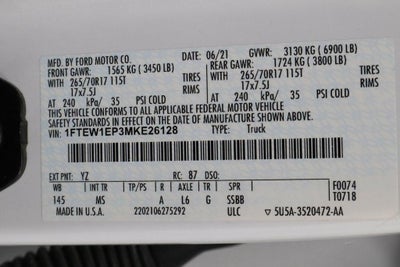 MFD. BY FORD MOTOR CO. DATE: 06/21 GVWR: 3130 KG ( 6900 LB)
FRONT GAWR: 1565 KG ( 3450 LB) REAR GAWR: 1724 KG ( 3800 LB)
WITH 265/70R17 115T TIRES WITH 265/70R17 115T TIRES
17x7.5J RIMS 17x7.5J RIMS
AT 240 kPa/ 35 PSI COLD AT 240 kPa/ 35 PSI COLD
THIS VEHICLE CONFORMS TO ALL APPLICABLE FEDERAL MOTOR VEHICLE
SAFETY STANDARDS IN EFFECT ON THE DATE OF MANUFACTURE SHOWN ABOVE.
VIN: 1FTEW1EP3MKE26128 TYPE: Truck
EXT PNT: YZ RC: 87 DSO:
WB INT TR TP/PS R AXLE TR SPR F0074
145 MS A L6 G SSBB T0718
MADE IN U.S.A. 2202106275292 ULC 5U5A-3520472-AA